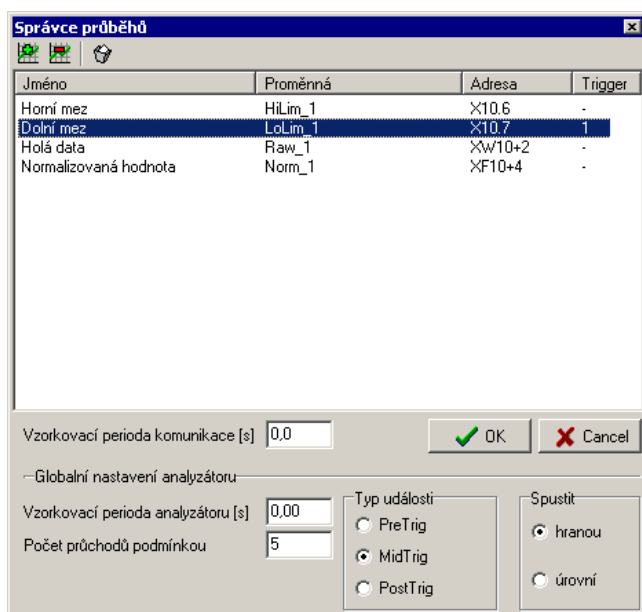 Správce průběhů
Jméno Proměnná Adresa Trigger
Horní mez HiLim_1 X10.6 -
Dolní mez LoLim_1 X10.7 1
Holá data Raw_1 XW10+2 -
Normalizovaná hodnota Norm_1 XF10+4 -
Vzorkovací perioda komunikace [s] 0,0 OK Cancel
Globalní nastavení analyzátoru
Vzorkovací perioda analyzátoru [s] 0,00
Počet průchodů podmínkou 5
Typ události
PreTrig
MidTrig
PostTrig
Spustit
hranou
úrovní